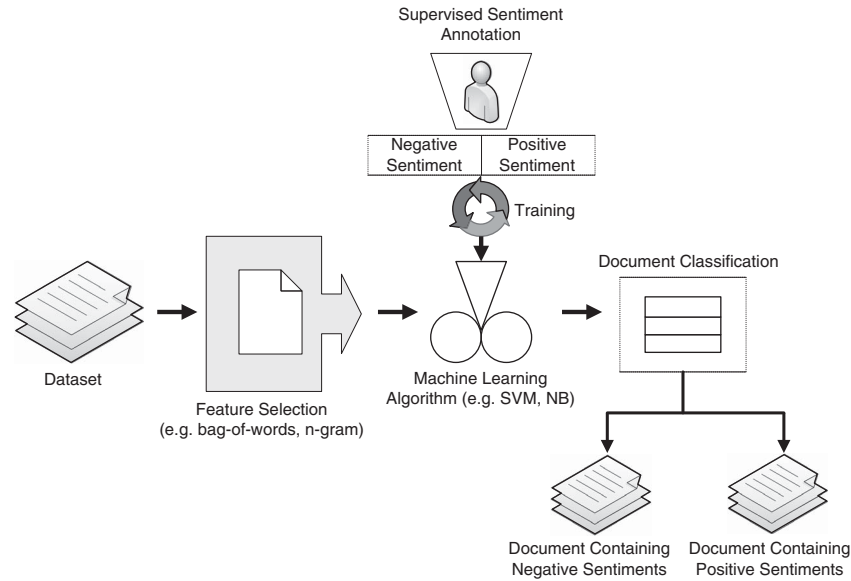 Supervised Sentiment
Annotation
Negative
Sentiment
Positive
Sentiment
Training
Document Classification
Dataset
Feature Selection
(e.g. bag-of-words, n-gram)
Machine Learning
Algorithm (e.g. SVM, NB)
Document Containing
Negative Sentiments
Document Containing
Positive Sentiments